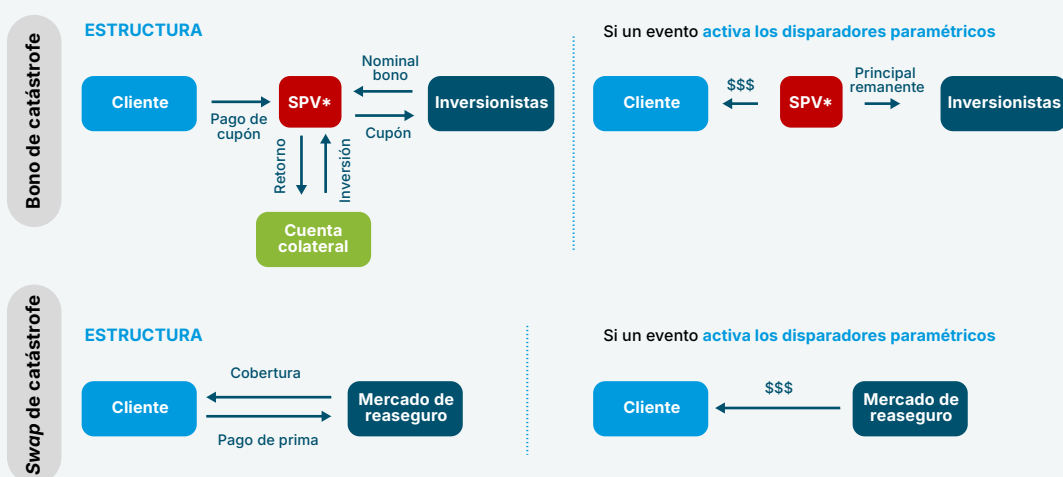 Bono de catástrofe
ESTRUCTURA
Cliente
Pago de
cupón
SPV*
Nominal
bono
Cupón
Inversionistas
Retorno
Inversión
Cuenta
colateral
Si un evento activa los disparadores paramétricos
Cliente
$$$
SPV*
Principal
remanente
Inversionistas
Swap de catástrofe
ESTRUCTURA
Cliente
Cobertura
Pago de prima
Mercado de
reaseguro
Si un evento activa los disparadores paramétricos
Cliente
$$$
Mercado de
reaseguro